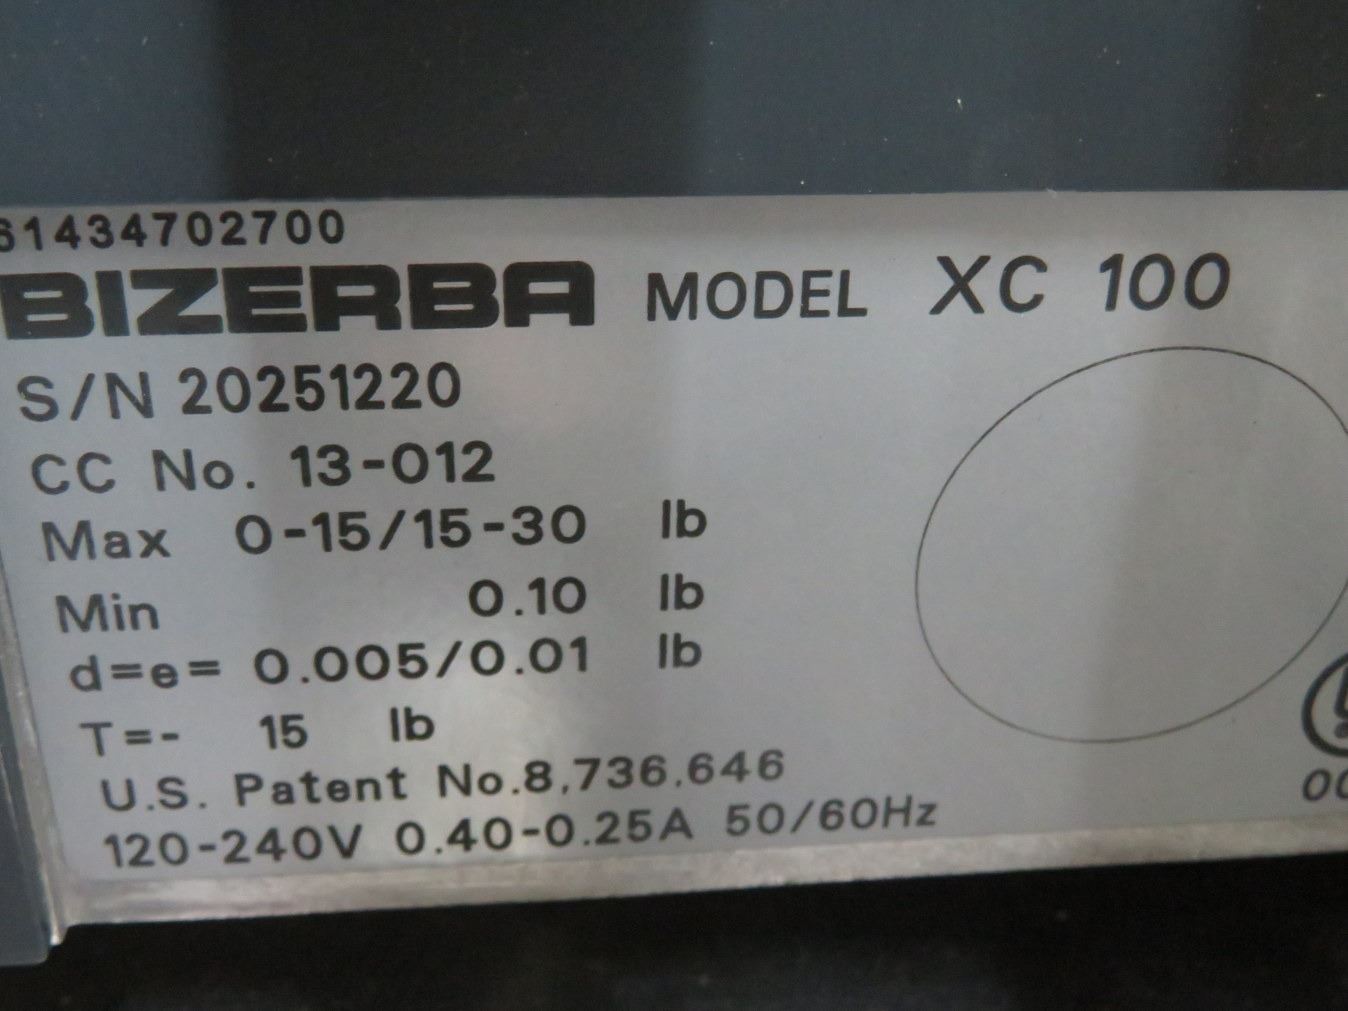 61434702700
BIZERBA MODEL XC 100
S/N 20251220
CC No. 13-012
Max 0-15/15-30 lb
Min 0.10 lb
d=e= 0.005/0.01 lb
T=- 15 lb
U.S. Patent No.8,736,646
120-240V 0.40-0.25A 50/60Hz